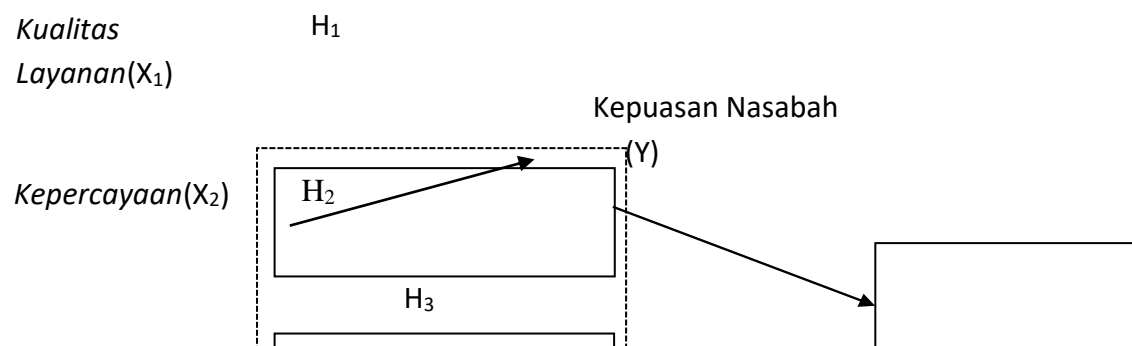 Kualitas H₁
Layanan(X₁)
Kepuasan Nasabah
(Y)
Kepercayaan(X₂) H₂
H₃